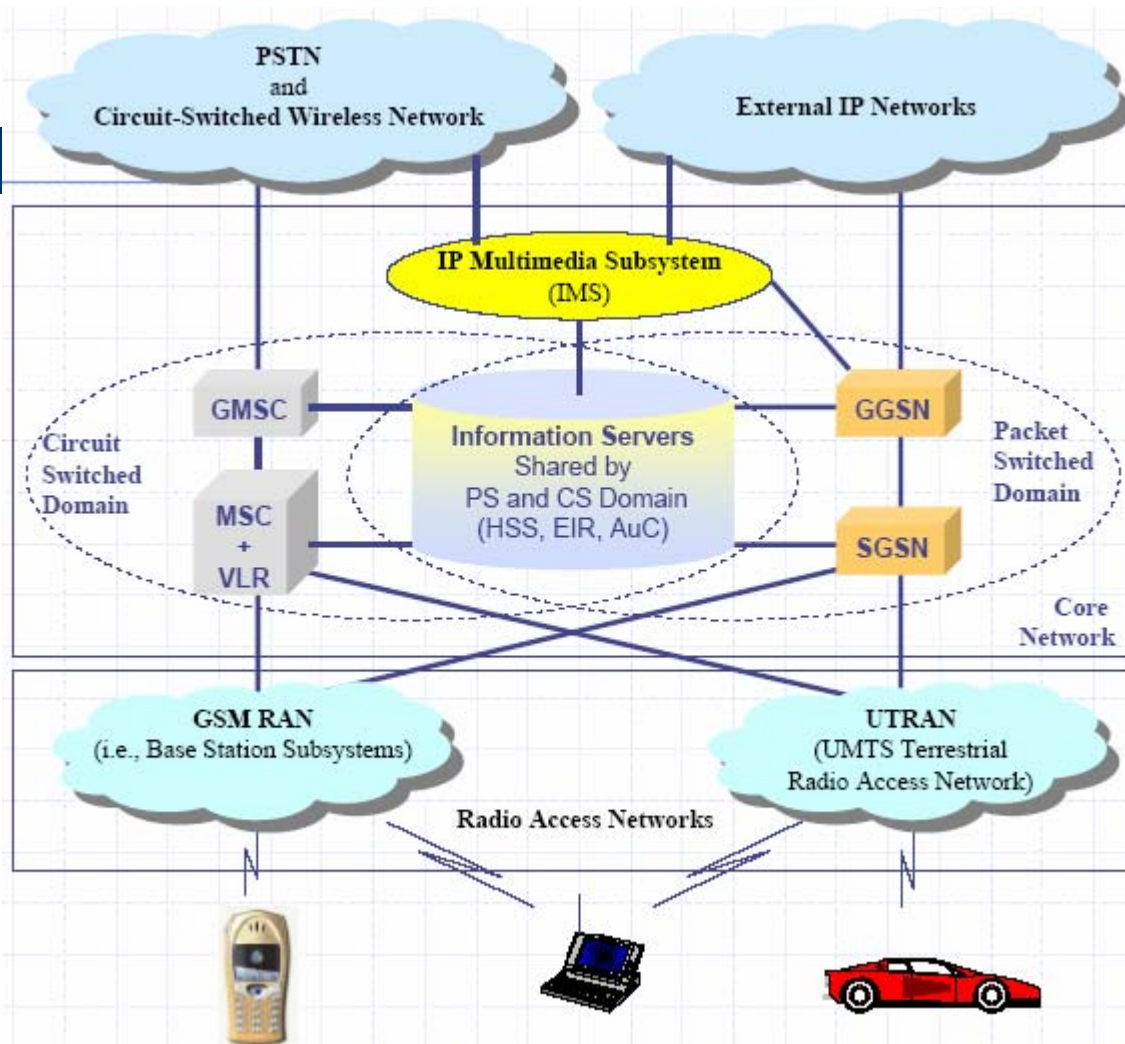 PSTN
and
Circuit-Switched Wireless Network
External IP Networks
IP Multimedia Subsystem
(IMS)
GMSC
GGSN
Circuit
Switched
Domain
Information Servers
Shared by
PS and CS Domain
(HSS, EIR, AuC)
Packet
Switched
Domain
MSC
+
VLR
SGSN
Core
Network
GSM RAN
(i.e., Base Station Subsystems)
UTRAN
(UMTS Terrestrial
Radio Access Network)
Radio Access Networks